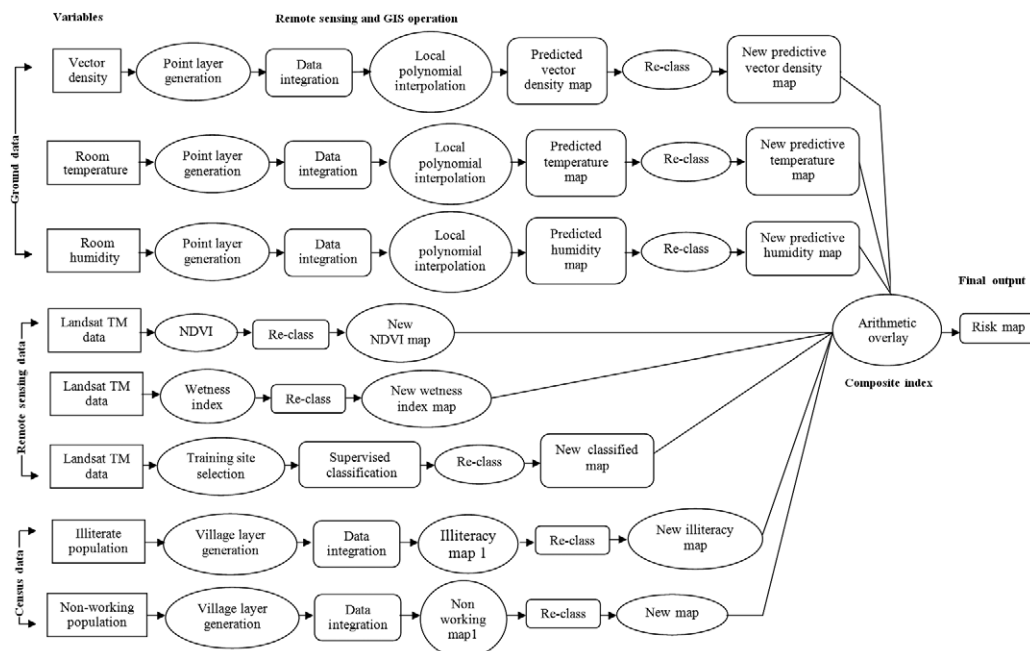 Variables
Remote sensing and GIS operation
Ground data
Vector
density
Point layer
generation
Data
integration
Local
polynomial
interpolation
Predicted
vector
density map
Re-class
New predictive
vector density
map
Room
temperature
Point layer
generation
Data
integration
Local
polynomial
interpolation
Predicted
temperature
map
Re-class
New predictive
temperature
map
Room
humidity
Point layer
generation
Data
integration
Local
polynomial
interpolation
Predicted
humidity
map
Re-class
New predictive
humidity map
Remote sensing data
Landsat TM
data
NDVI
Re-class
New
NDVI map
Landsat TM
data
Wetness
index
Re-class
New wetness
index map
Landsat TM
data
Training site
selection
Supervised
classification
Re-class
New classified
map
Census data
Illiterate
population
Village layer
generation
Data
integration
Illiteracy
map 1
Re-class
New illiteracy
map
Non-working
population
Village layer
generation
Data
integration
Non
working
map1
Re-class
New map
Arithmetic
overlay
Composite index
Final output
Risk map